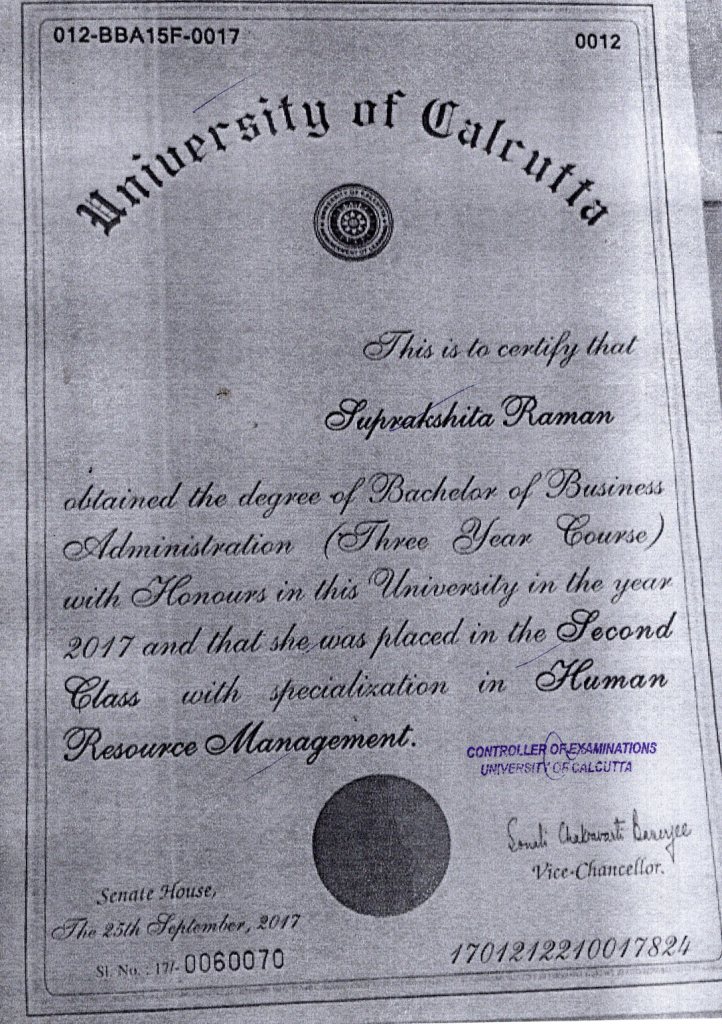 012-BBA15F-0017
0012
University of Calcutta
This is to certify that
Suprakshita Raman
obtained the degree of Bachelor of Business
Administration (Three Year Course)
with Honours in this University in the year
2017 and that she was placed in the Second
Class with specialization in Human
Resource Management.
CONTROLLER OF EXAMINATIONS
UNIVERSITY OF CALCUTTA
Sonali Chakravarti Banerjee
Vice-Chancellor.
Senate House,
The 25th September, 2017
Sl. No. : 17/- 0060070
1701212210017824